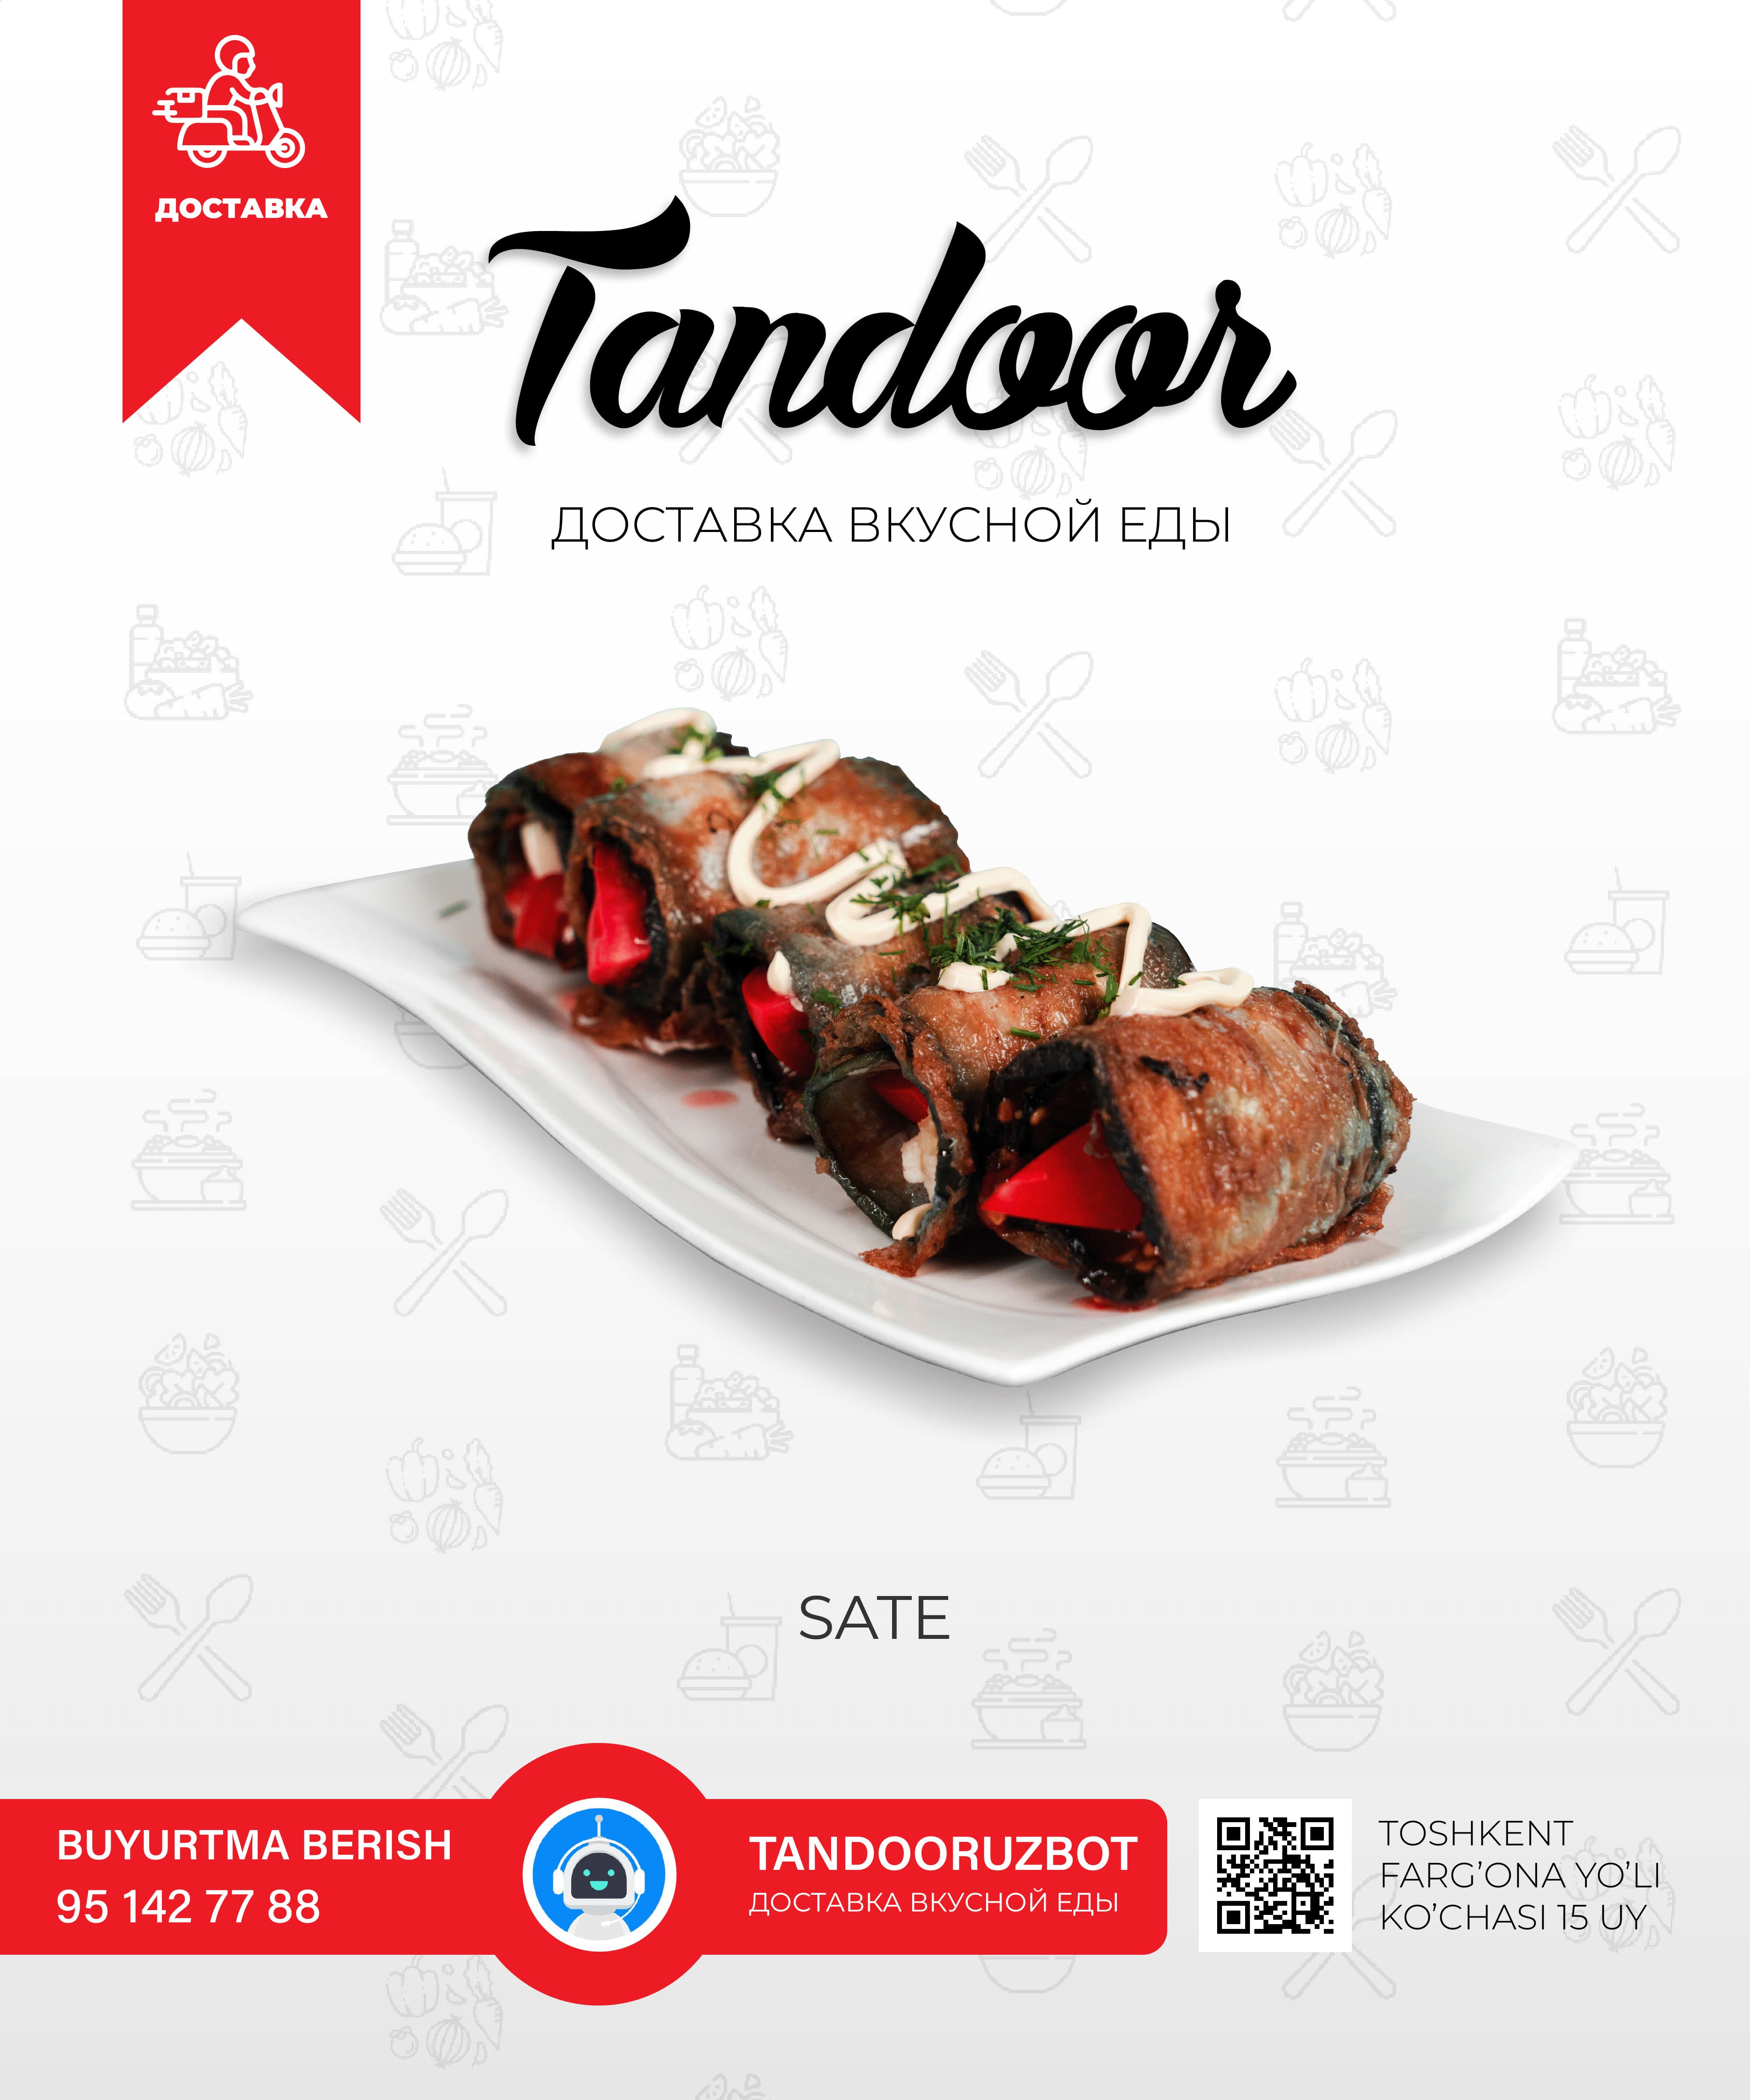 ДОСТАВКА
Tandoor
ДОСТАВКА ВКУСНОЙ ЕДЫ
SATE
BUYURTMA BERISH
95 142 77 88
TANDOORUZBOT
ДОСТАВКА ВКУСНОЙ ЕДЫ
TOSHKENT
FARG’ONA YO’LI
KO’CHASI 15 UY